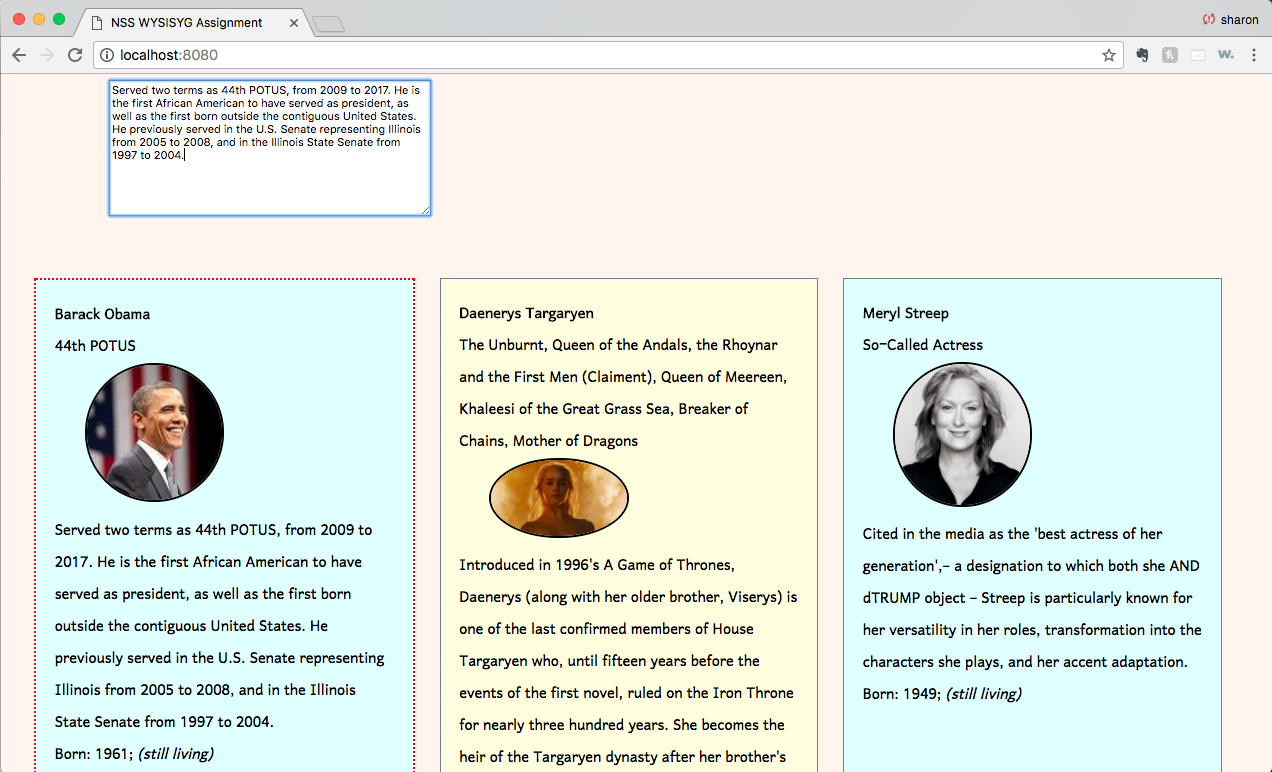 NSS WYSISYG Assignment
sharon
localhost:8080
w.
Served two terms as 44th POTUS, from 2009 to 2017. He is
the first African American to have served as president, as
well as the first born outside the contiguous United States.
He previously served in the U.S. Senate representing Illinois
from 2005 to 2008, and in the Illinois State Senate from
1997 to 2004.
Barack Obama
44th POTUS
Served two terms as 44th POTUS, from 2009 to
2017. He is the first African American to have
served as president, as well as the first born
outside the contiguous United States. He
previously served in the U.S. Senate representing
Illinois from 2005 to 2008, and in the Illinois
State Senate from 1997 to 2004.
Born: 1961; (still living)
Daenerys Targaryen
The Unburnt, Queen of the Andals, the Rhoynar
and the First Men (Claiment), Queen of Meereen,
Khaleesi of the Great Grass Sea, Breaker of
Chains, Mother of Dragons
Introduced in 1996's A Game of Thrones,
Daenerys (along with her older brother, Viserys) is
one of the last confirmed members of House
Targaryen who, until fifteen years before the
events of the first novel, ruled on the Iron Throne
for nearly three hundred years. She becomes the
heir of the Targaryen dynasty after her brother's
Meryl Streep
So-Called Actress
Cited in the media as the 'best actress of her
generation',- a designation to which both she AND
dTRUMP object - Streep is particularly known for
her versatility in her roles, transformation into the
characters she plays, and her accent adaptation.
Born: 1949; (still living)